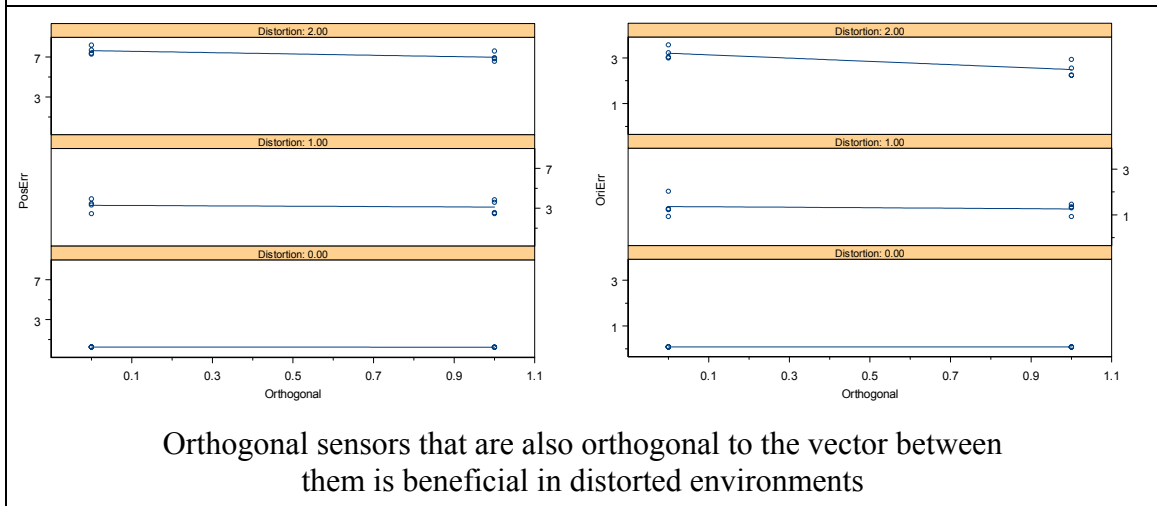 Distortion: 2.00
7
3
Distortion: 1.00
7
3
Distortion: 0.00
7
3
0.1 0.3 0.5 0.7 0.9 1.1
Orthogonal
PosErr
Distortion: 2.00
3
1
Distortion: 1.00
3
1
Distortion: 0.00
3
1
0.1 0.3 0.5 0.7 0.9 1.1
Orthogonal
OriErr
Orthogonal sensors that are also orthogonal to the vector between
them is beneficial in distorted environments